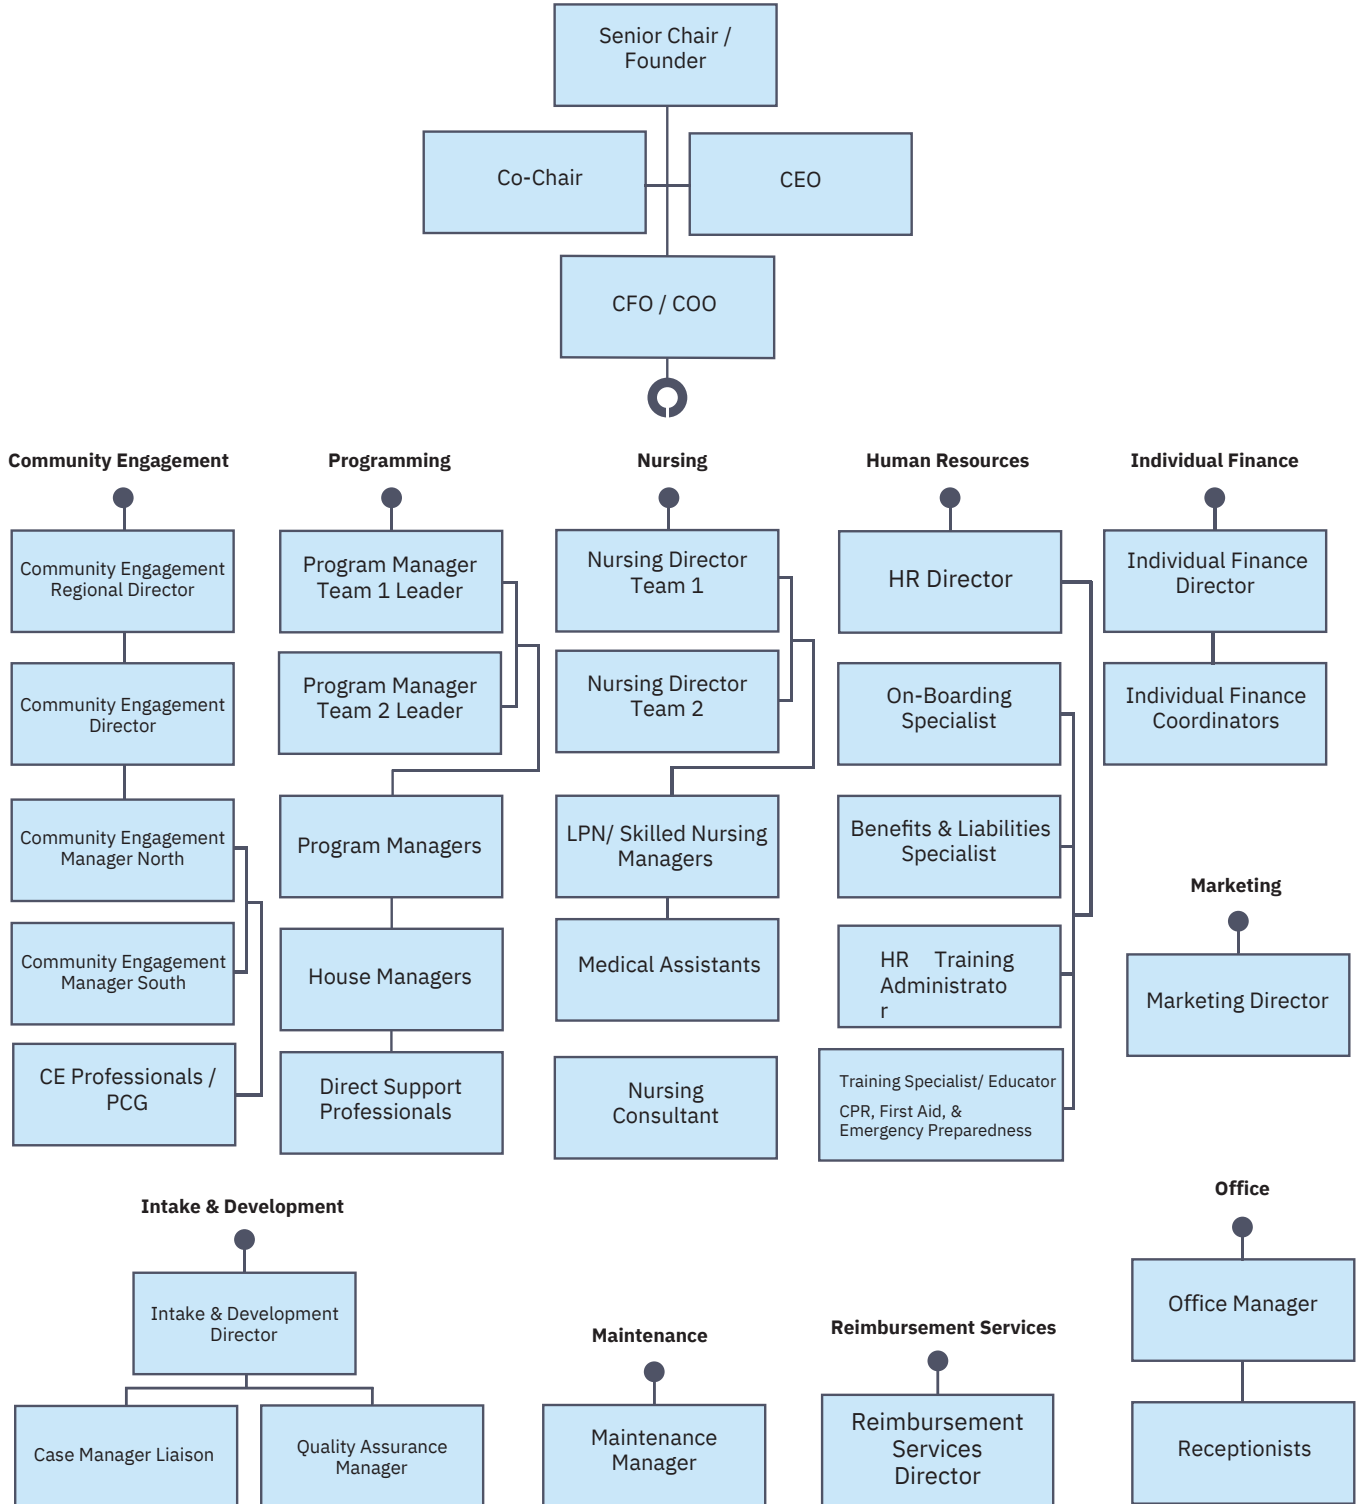 Senior Chair /
Founder
Co-Chair
CEO
CFO / COO
Community Engagement
Programming
Nursing
Human Resources
Individual Finance
Community Engagement
Regional Director
Community Engagement
Director
Community Engagement
Manager North
Community Engagement
Manager South
CE Professionals /
PCG
Program Manager
Team 1 Leader
Program Manager
Team 2 Leader
Program Managers
House Managers
Direct Support
Professionals
Nursing Director
Team 1
Nursing Director
Team 2
LPN/ Skilled Nursing
Managers
Medical Assistants
Nursing
Consultant
HR Director
On-Boarding
Specialist
Benefits & Liabilities
Specialist
HR Training
Administrato
r
Training Specialist/ Educator
CPR, First Aid, &
Emergency Preparedness
Individual Finance
Director
Individual Finance
Coordinators
Marketing
Marketing Director
Intake & Development
Intake & Development
Director
Case Manager Liaison
Quality Assurance
Manager
Maintenance
Maintenance
Manager
Reimbursement Services
Reimbursement
Services
Director
Office
Office Manager
Receptionists